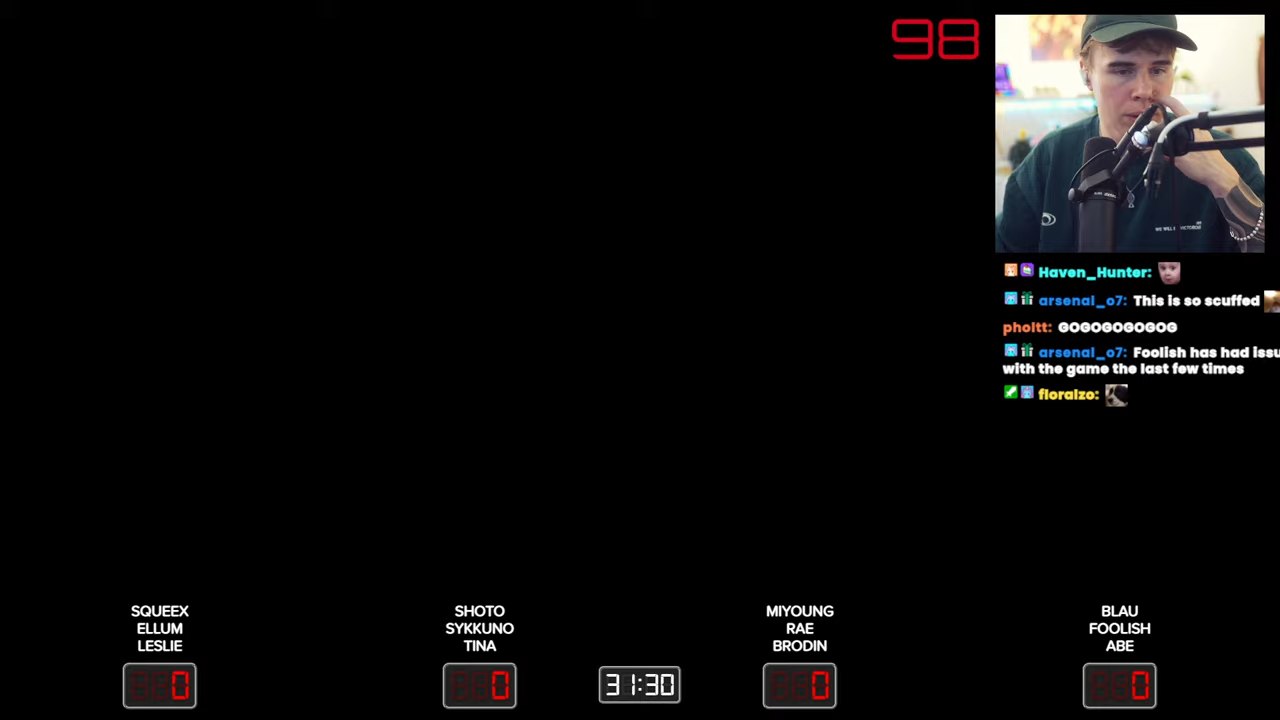 98
Haven_Hunter:
arsenal_o7: This is so scuffed
pholtt: GOGOGOGOGOG
arsenal_o7: Foolish has had issu
with the game the last few times
floralzo:
SQUEEX
ELLUM
LESLIE
0
SHOTO
SYKKUNO
TINA
0
31:30
MIYOUNG
RAE
BRODIN
0
BLAU
FOOLISH
ABE
0